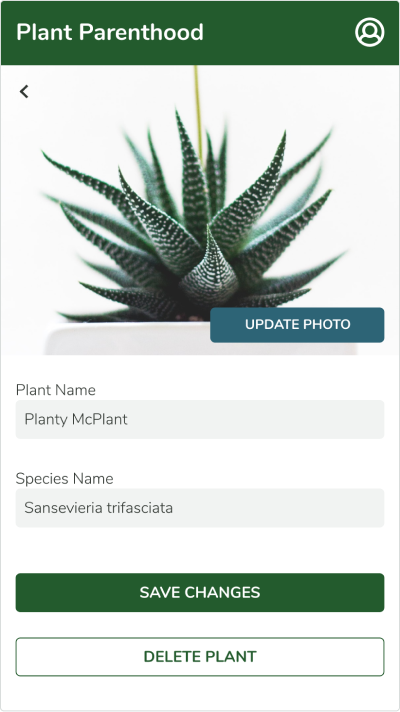 Plant Parenthood
UPDATE PHOTO
Plant Name
Planty McPlant
Species Name
Sansevieria trifasciata
SAVE CHANGES
DELETE PLANT